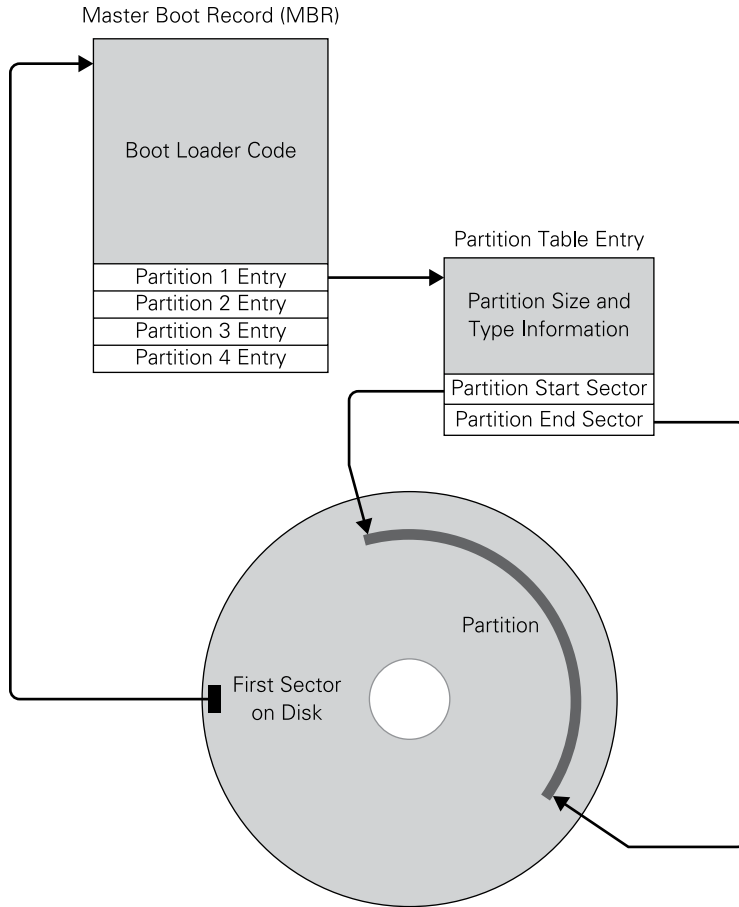 Master Boot Record (MBR)
Boot Loader Code
Partition 1 Entry
Partition 2 Entry
Partition 3 Entry
Partition 4 Entry
Partition Table Entry
Partition Size and
Type Information
Partition Start Sector
Partition End Sector
Partition
First Sector
on Disk